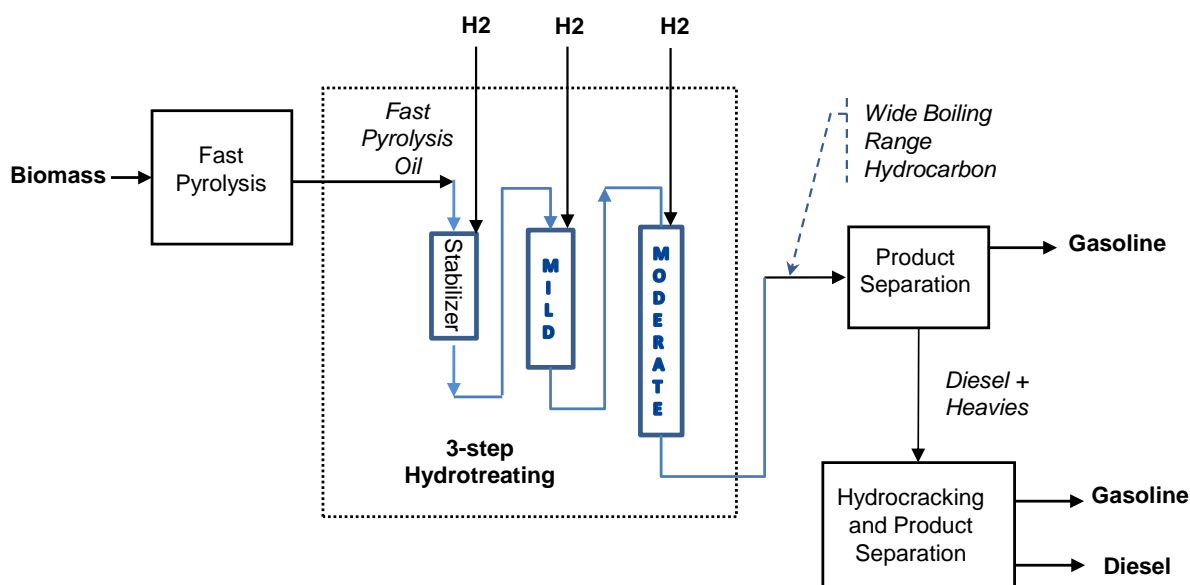 H2
H2
H2
Fast
Pyrolysis
Oil
Wide Boiling
Range
Hydrocarbon
Biomass
Fast
Pyrolysis
Stabilizer
MILD
MODERATE
Product
Separation
Gasoline
Diesel +
Heavies
3-step
Hydrotreating
Hydrocracking
and Product
Separation
Gasoline
Diesel